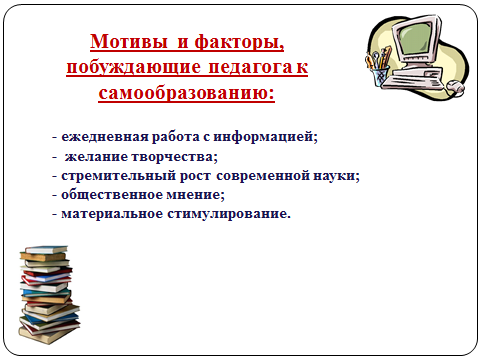 Мотивы и факторы,
побуждающие педагога к
самообразованию:
- ежедневная работа с информацией;
- желание творчества;
- стремительный рост современной науки;
- общественное мнение;
- материальное стимулирование.